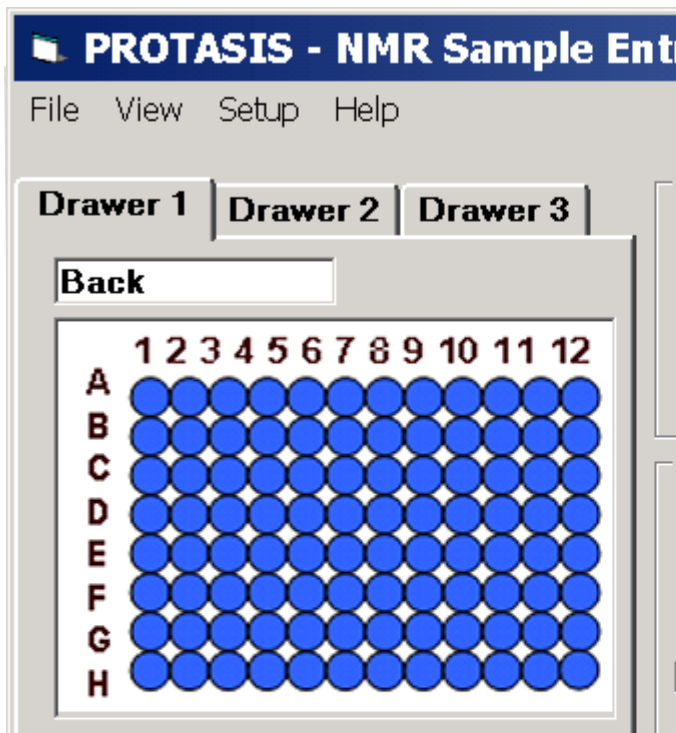 PROTASIS - NMR Sample
File View Setup Help
Drawer 1 Drawer 2 Drawer 3
Back
1 2 3 4 5 6 7 8 9 10 11 12
A
B
C
D
E
F
G
H